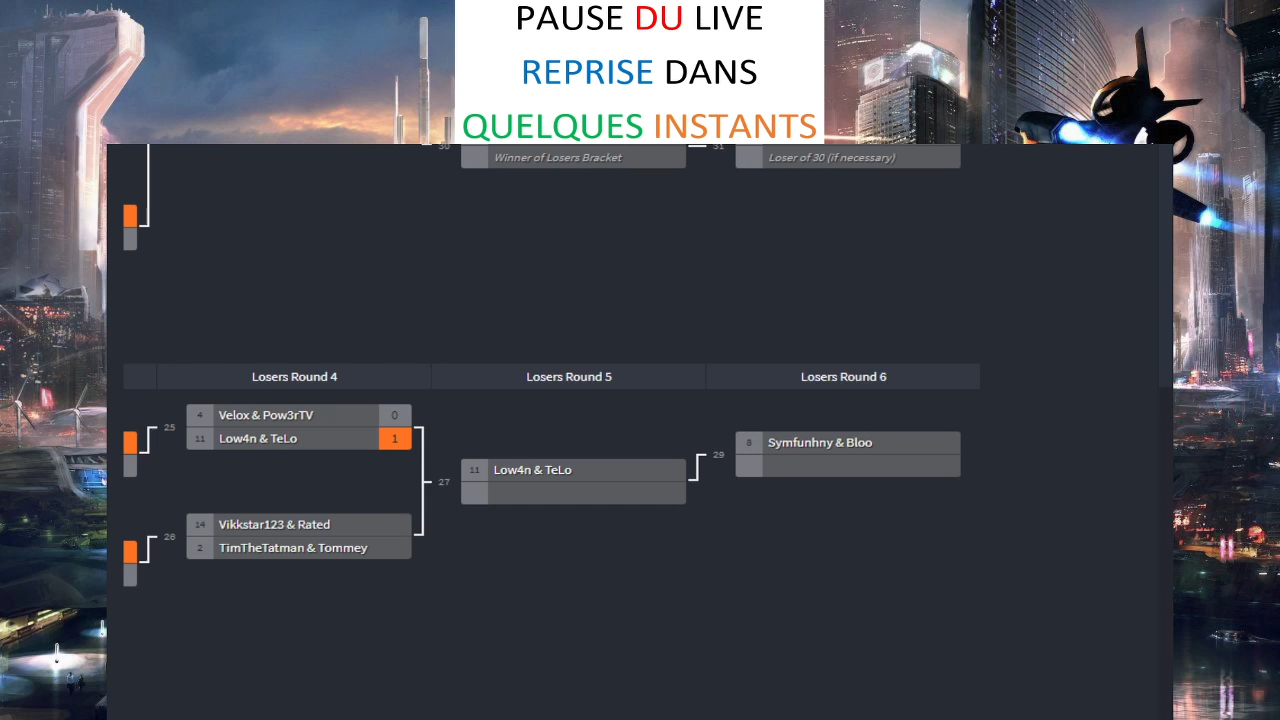 PAUSE DU LIVE
REPRISE DANS
QUELQUES INSTANTS
30
Winner of Losers Bracket
31
Loser of 30 (if necessary)
Losers Round 4
Losers Round 5
Losers Round 6
25
4 Velox & Pow3rTV 0
11 Low4n & TeLo 1
27
11 Low4n & TeLo
29
8 Symfunhny & Bloo
26
14 Vikkstar123 & Rated
2 TimTheTatman & Tommey